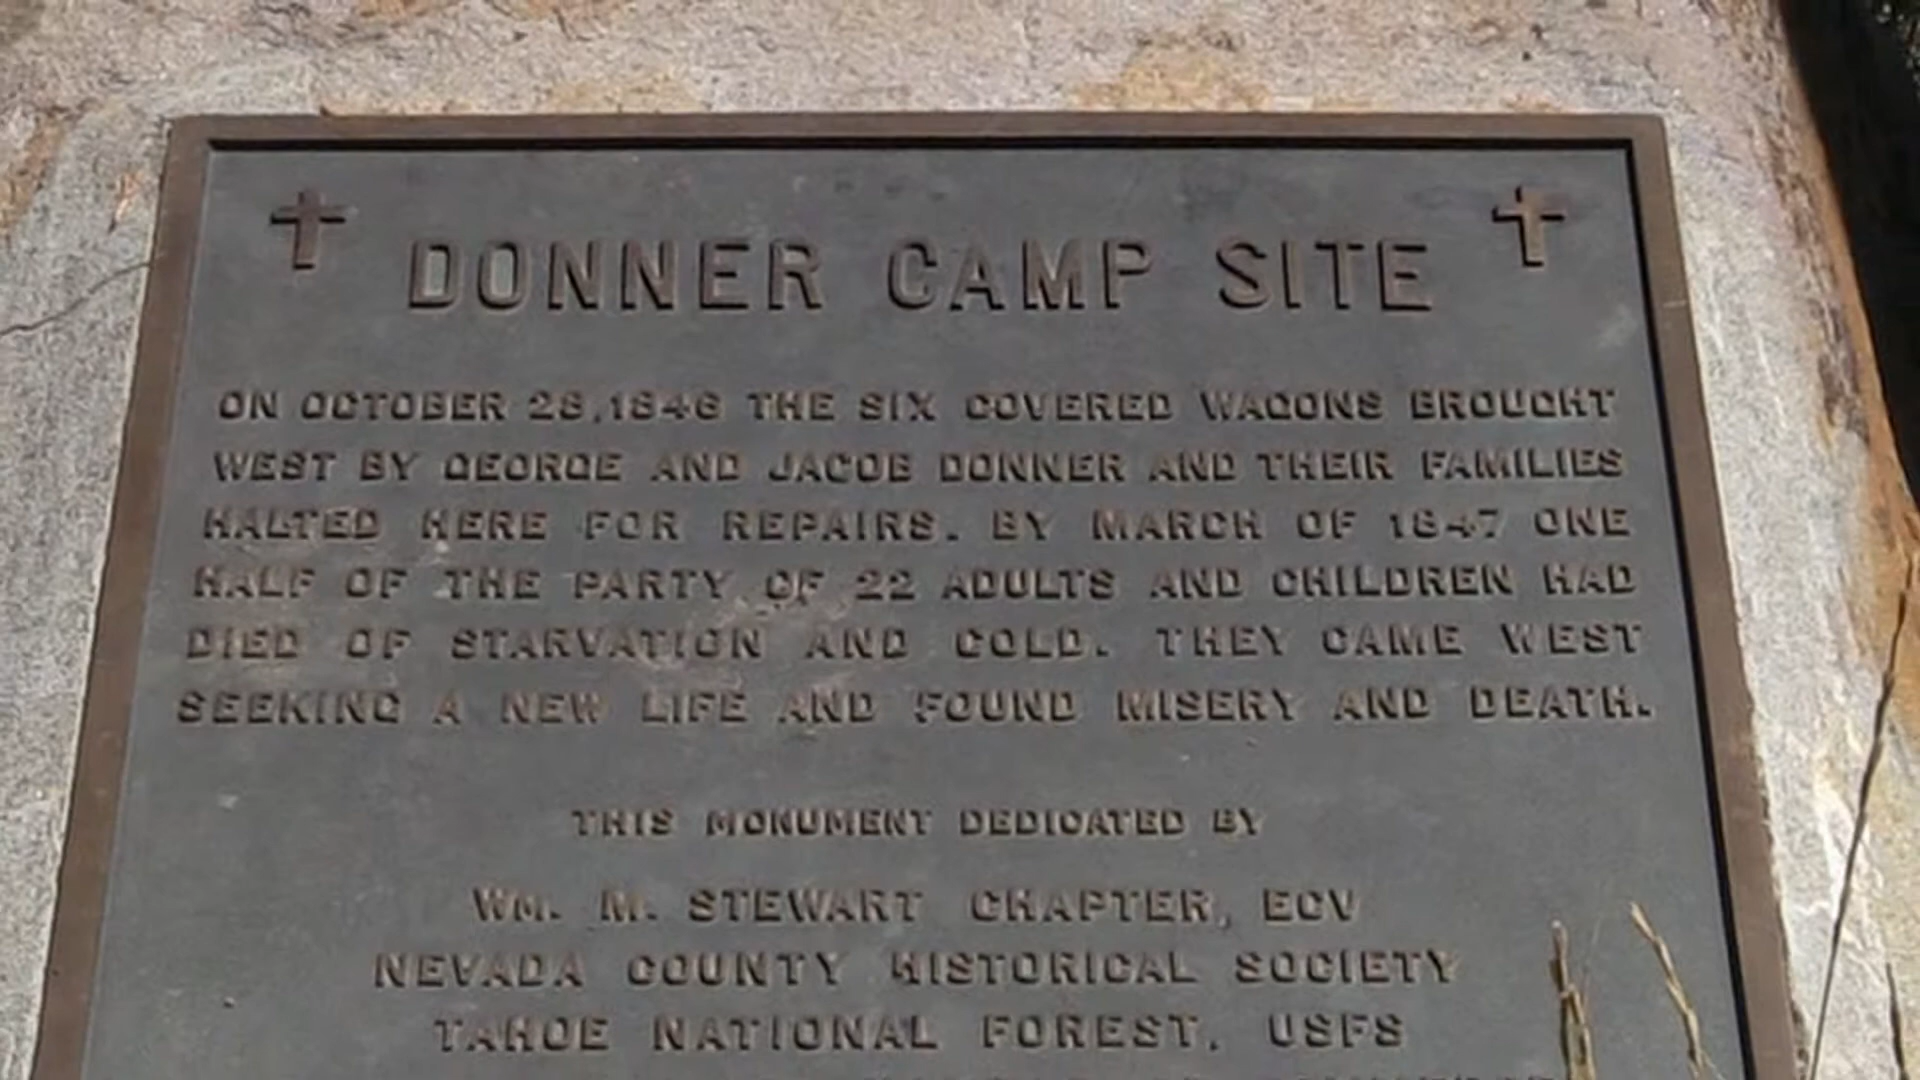 DONNER CAMP SITE
ON OCTOBER 28,1846 THE SIX COVERED WAGONS BROUGHT
WEST BY GEORGE AND JACOB DONNER AND THEIR FAMILIES
HALTED HERE FOR REPAIRS. BY MARCH OF 1847 ONE
HALF OF THE PARTY OF 22 ADULTS AND CHILDREN HAD
DIED OF STARVATION AND COLD. THEY CAME WEST
SEEKING A NEW LIFE AND FOUND MISERY AND DEATH.
THIS MONUMENT DEDICATED BY
WM. M. STEWART CHAPTER, ECV
NEVADA COUNTY HISTORICAL SOCIETY
TAHOE NATIONAL FOREST, USFS